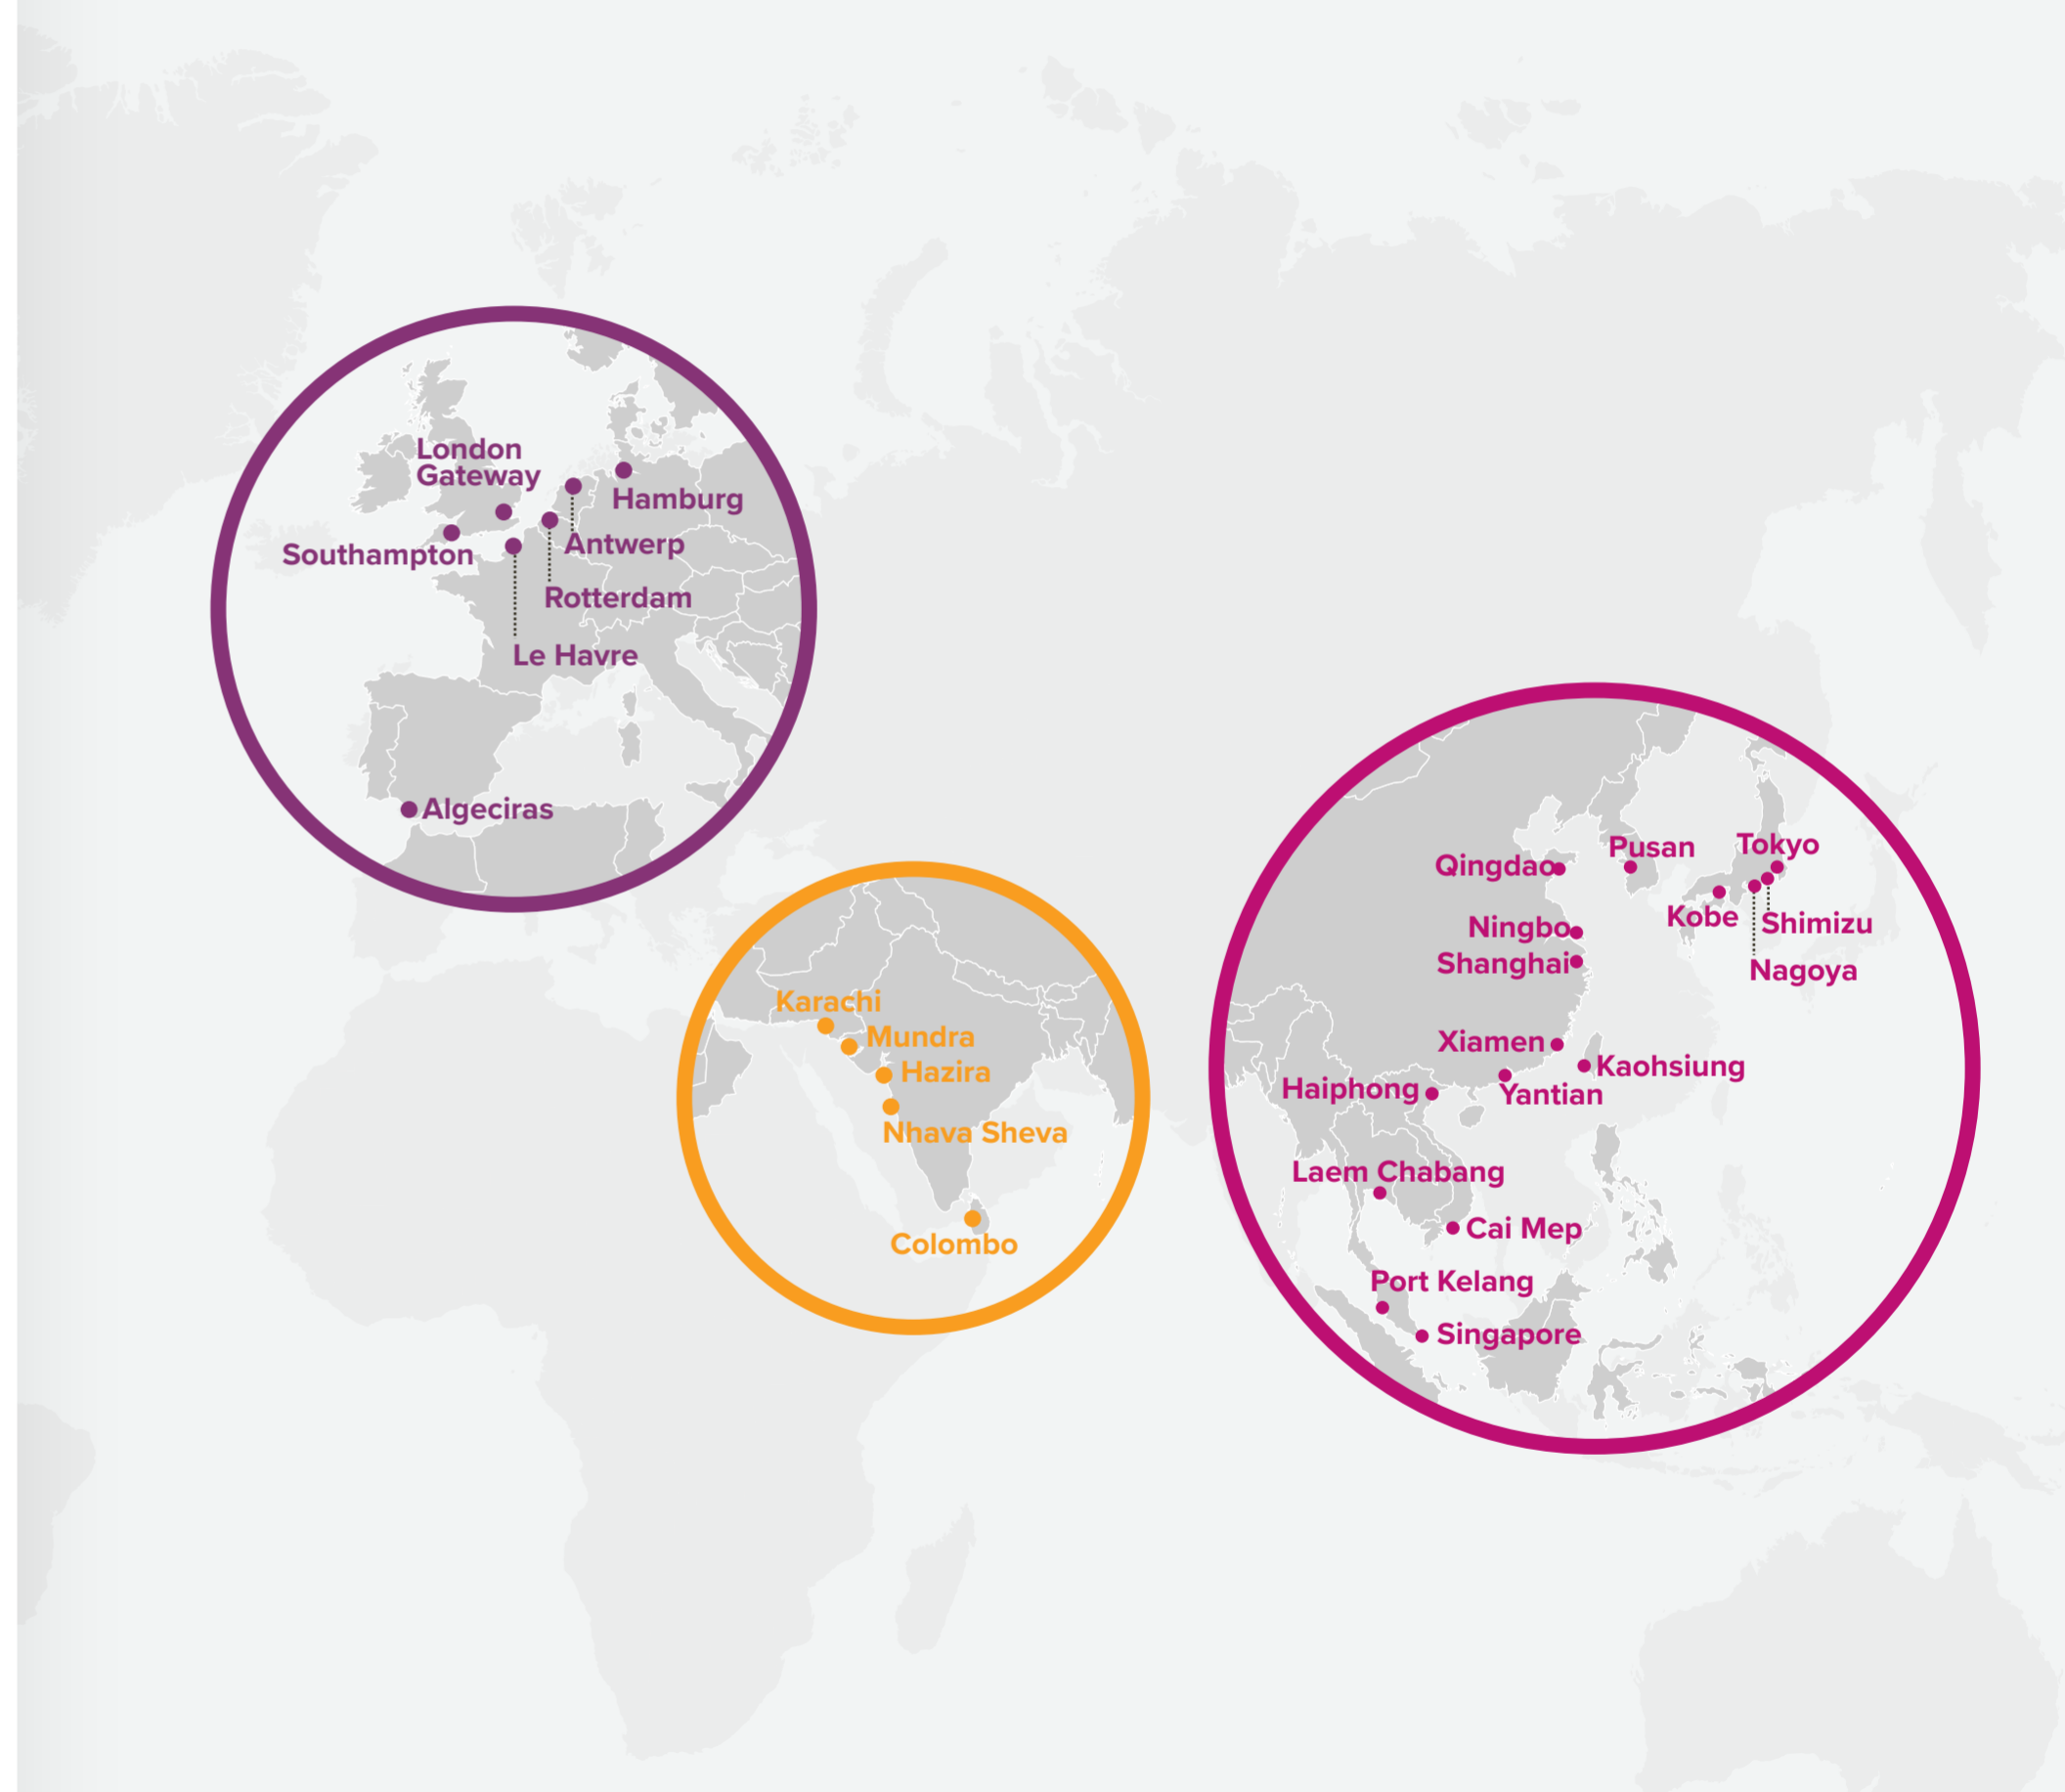 London
Gateway
Hamburg
Southampton
Antwerp
Rotterdam
Le Havre
Algeciras
Karachi
Mundra
Hazira
Nhava Sheva
Colombo
Pusan
Tokyo
Qingdao
Kobe
Shimizu
Ningbo
Shanghai
Nagoya
Xiamen
Kaohsiung
Haiphong
Yantian
Laem Chabang
Cai Mep
Port Kelang
Singapore